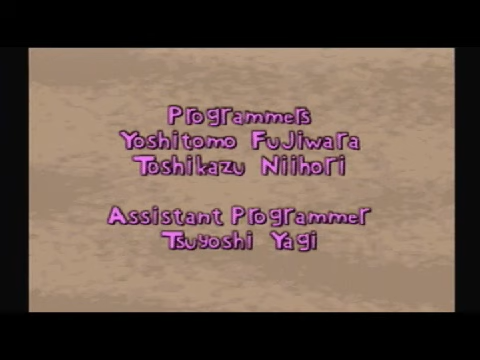 Programmers
Yoshitomo FuJiwara
Toshikazu Niihori
Assistant Programmer
Tsuyoshi Yagi